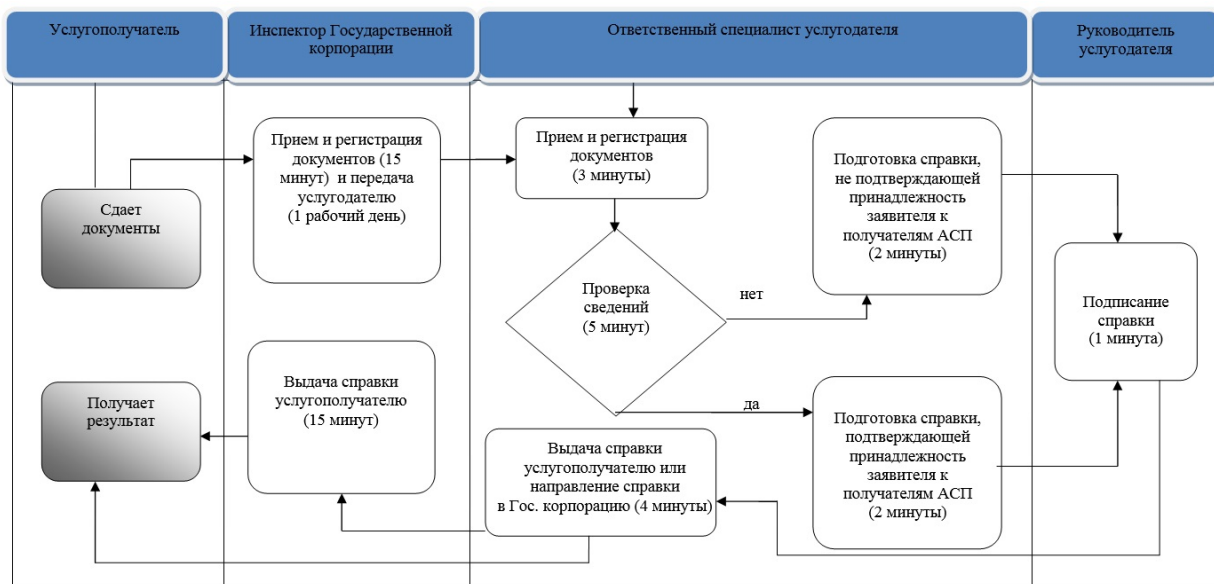 Услугополучатель
Инспектор Государственной
корпорации
Ответственный специалист услугодателя
Руководитель
услугодателя
Сдает
документы
Прием и регистрация
документов (15
минут) и передача
услугодателю
(1 рабочий день)
Прием и регистрация
документов
(3 минуты)
Проверка
сведений
(5 минут)
нет
да
Подготовка справки,
не подтверждающей
принадлежность
заявителя к
получателям АСП
(2 минуты)
Подготовка справки,
подтверждающей
принадлежность
заявителя к
получателям АСП
(2 минуты)
Подписание
справки
(1 минута)
Выдача справки
услугополучателю или
направление справки
в Гос. корпорацию (4 минуты)
Выдача справки
услугополучателю
(15 минут)
Получает
результат